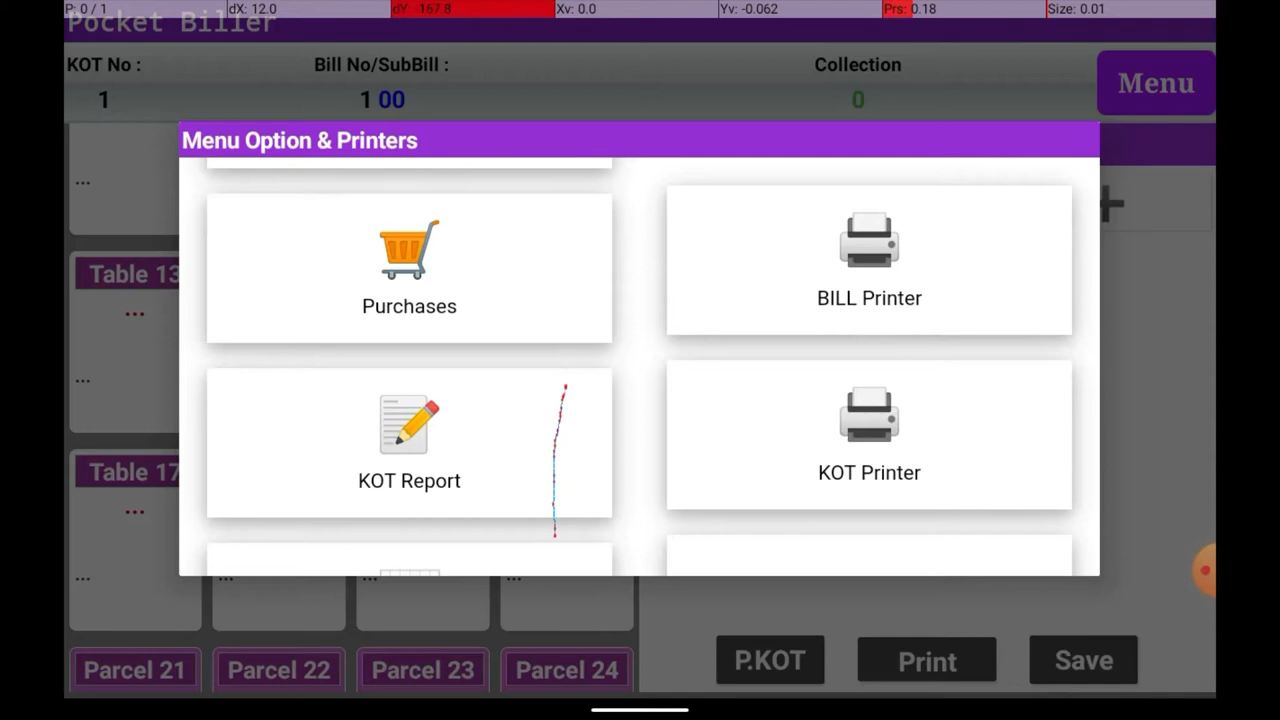 P: 0 / 1 dX: 12.0 dY: -167.8 Xv: 0.0 Yv: -0.062 Prs: 0.18 Size: 0.01
Pocket Biller
KOT No : Bill No/SubBill : Collection
Menu
1 1 00 0
Menu Option & Printers
...
Purchases
BILL Printer
+
Table 13
...
...
KOT Report
KOT Printer
Table 17
...
... ... ... ...
P.KOT Print Save
Parcel 21 Parcel 22 Parcel 23 Parcel 24